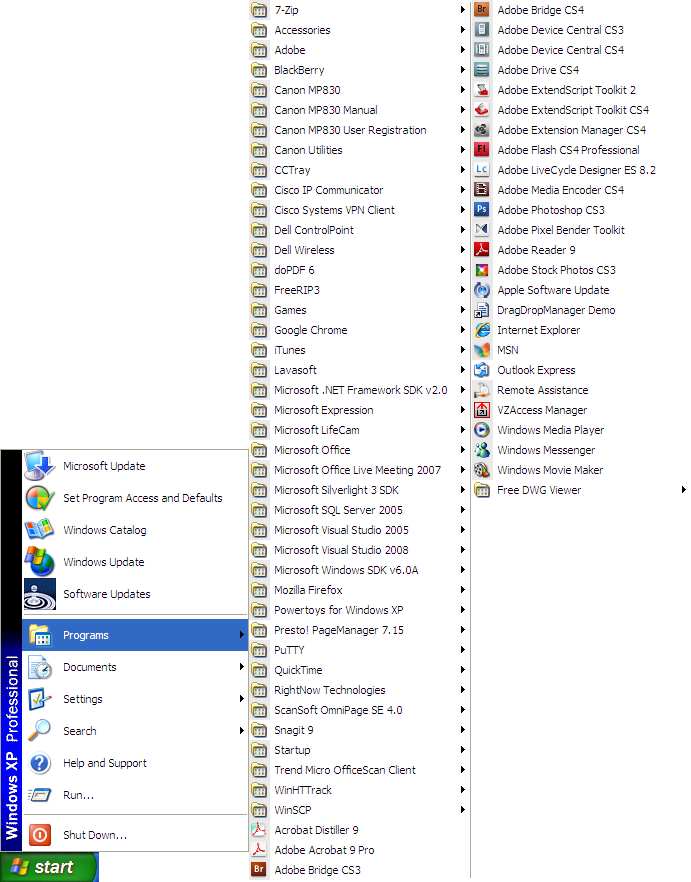 7-Zip
Accessories
Adobe
BlackBerry
Canon MP830
Canon MP830 Manual
Canon MP830 User Registration
Canon Utilities
CCTray
Cisco IP Communicator
Cisco Systems VPN Client
Dell ControlPoint
Dell Wireless
doPDF 6
FreeRIP3
Games
Google Chrome
iTunes
Lavasoft
Microsoft .NET Framework SDK v2.0
Microsoft Expression
Microsoft LifeCam
Microsoft Office
Microsoft Office Live Meeting 2007
Microsoft Silverlight 3 SDK
Microsoft SQL Server 2005
Microsoft Visual Studio 2005
Microsoft Visual Studio 2008
Microsoft Windows SDK v6.0A
Mozilla Firefox
Powertoys for Windows XP
Presto! PageManager 7.15
PuTTY
QuickTime
RightNow Technologies
ScanSoft OmniPage SE 4.0
Snagit 9
Startup
Trend Micro OfficeScan Client
WinHTTrack
WinSCP
Acrobat Distiller 9
Adobe Acrobat 9 Pro
Br Adobe Bridge CS3
Br Adobe Bridge CS4
Adobe Device Central CS3
Adobe Device Central CS4
Adobe Drive CS4
Adobe ExtendScript Toolkit 2
Adobe ExtendScript Toolkit CS4
Adobe Extension Manager CS4
FL Adobe Flash CS4 Professional
Lc Adobe LiveCycle Designer ES 8.2
Adobe Media Encoder CS4
Ps Adobe Photoshop CS3
Adobe Pixel Bender Toolkit
Adobe Reader 9
Adobe Stock Photos CS3
Apple Software Update
DragDropManager Demo
Internet Explorer
MSN
Outlook Express
Remote Assistance
VZAccess Manager
Windows Media Player
Windows Messenger
Windows Movie Maker
Free DWG Viewer
Microsoft Update
Set Program Access and Defaults
Windows Catalog
Windows Update
Software Updates
Programs
Documents
Settings
Search
Help and Support
Run...
Shut Down...
Windows XP Professional
start